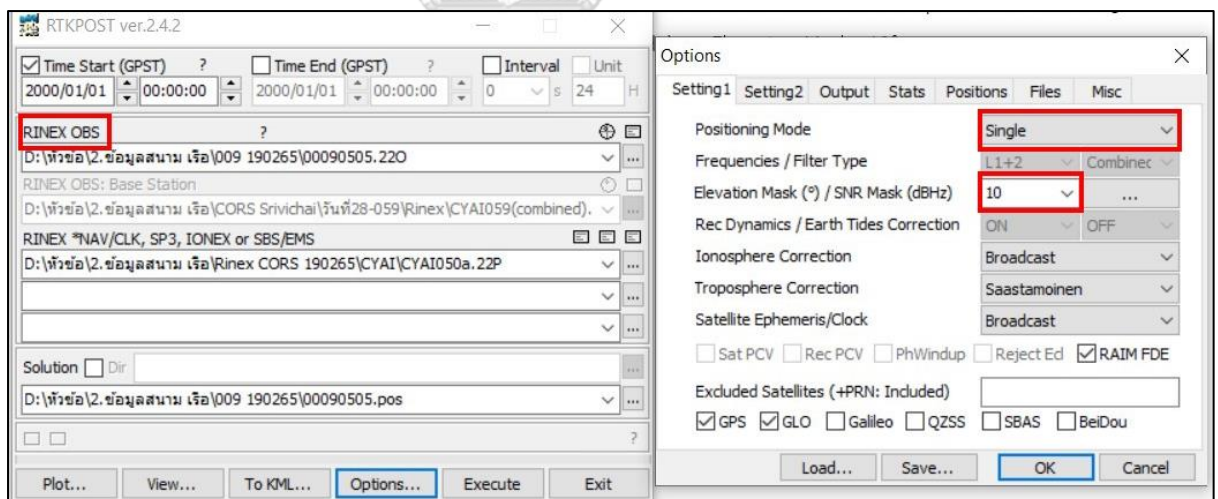 RTKPOST ver.2.4.2
Time Start (GPST) ? Time End (GPST) ? Interval Unit
2000/01/01 00:00:00 2000/01/01 00:00:00 0 s 24 H
RINEX OBS ?
D:\หัวข้อ\2.ข้อมูลสนาม เรือ\009 190265\00090505.22O
...
RINEX OBS: Base Station
D:\หัวข้อ\2.ข้อมูลสนาม เรือ\CORS Srivichai\วันที่28-059\Rinex\CYAI059(combined).
...
RINEX *NAV/CLK, SP3, IONEX or SBS/EMS
D:\หัวข้อ\2.ข้อมูลสนาม เรือ\Rinex CORS 190265\CYAI\CYAI050a.22P
...
...
...
Solution Dir
...
D:\หัวข้อ\2.ข้อมูลสนาม เรือ\009 190265\00090505.pos
...
?
Plot... View... To KML... Options... Execute Exit
Options
Setting1 Setting2 Output Stats Positions Files Misc
Positioning Mode Single
Frequencies / Filter Type L1+2 Combinec
Elevation Mask (°) / SNR Mask (dBHz) 10 ...
Rec Dynamics / Earth Tides Correction ON OFF
Ionosphere Correction Broadcast
Troposphere Correction Saastamoinen
Satellite Ephemeris/Clock Broadcast
Sat PCV Rec PCV PhWindup Reject Ecl RAIM FDE
Excluded Satellites (+PRN: Included)
GPS GLO Galileo QZSS SBAS BeiDou
Load... Save... OK Cancel